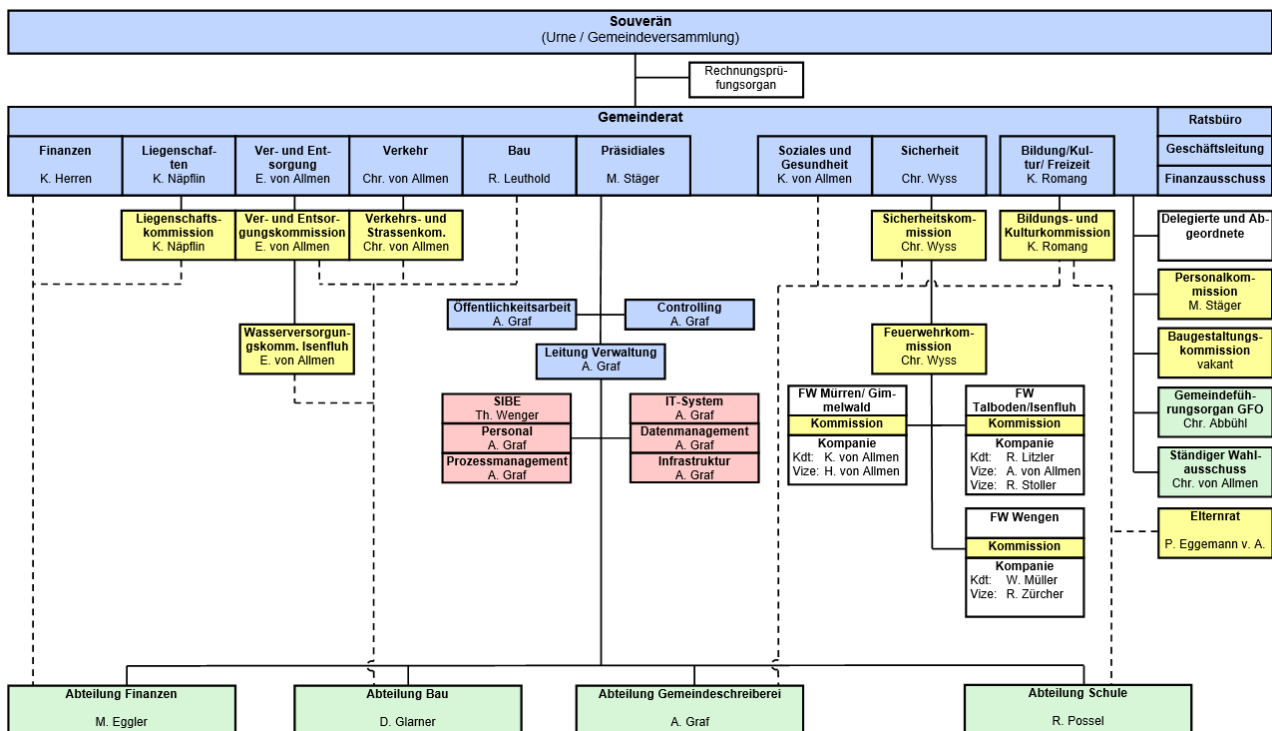 Souverän
(Urne / Gemeindeversammlung)
Rechnungsprü-
fungsorgan
Gemeinderat
Ratsbüro
Geschäftsleitung
Finanzausschuss
Finanzen
K. Herren
Liegenschaf-
ten
K. Näpflin
Ver- und Ent-
sorgung
E. von Allmen
Verkehr
Chr. von Allmen
Bau
R. Leuthold
Präsidiales
M. Stäger
Soziales und
Gesundheit
K. von Allmen
Sicherheit
Chr. Wyss
Bildung/Kul-
tur/ Freizeit
K. Romang
Liegenschafts-
kommission
K. Näpflin
Ver- und Entsor-
gungskommission
E. von Allmen
Verkehrs- und
Strassenkom.
Chr. von Allmen
Sicherheitskom-
mission
Chr. Wyss
Bildungs- und
Kulturkommission
K. Romang
Delegierte und Ab-
geordnete
Personalkom-
mission
M. Stäger
Öffentlichkeitsarbeit
A. Graf
Controlling
A. Graf
Wasserversorgun-
gskomm. Isenfluh
E. von Allmen
Leitung Verwaltung
A. Graf
Feuerwehrkom-
mission
Chr. Wyss
Baugestaltungs-
kommission
vakant
SIBE
Th. Wenger
Personal
A. Graf
Prozessmanagement
A. Graf
IT-System
A. Graf
Datenmanagement
A. Graf
Infrastruktur
A. Graf
FW Mürren/ Gim-
melwald
Kommission
Kompanie
Kdt: K. von Allmen
Vize: H. von Allmen
FW
Talboden/Isenfluh
Kommission
Kompanie
Kdt: R. Litzler
Vize: A. von Allmen
Vize: R. Stoller
Gemeindefüh-
rungsorgan GFO
Chr. Abbühl
Ständiger Wahl-
ausschuss
Chr. von Allmen
FW Wengen
Kommission
Kompanie
Kdt: W. Müller
Vize: R. Zürcher
Elternrat
P. Eggemann v. A.
Abteilung Finanzen
M. Eggler
Abteilung Bau
D. Glarner
Abteilung Gemeindeschreiberei
A. Graf
Abteilung Schule
R. Possel